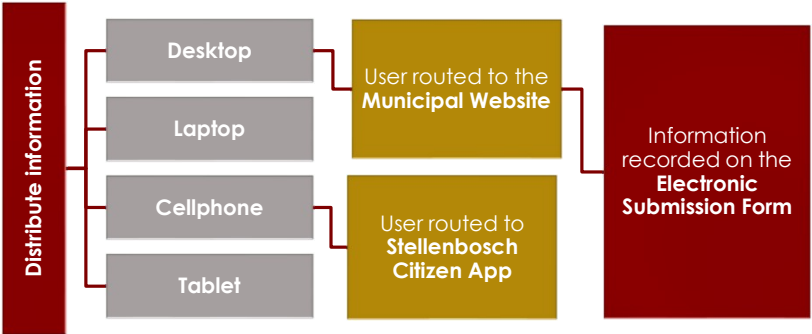 Distribute information
Desktop
Laptop
Cellphone
Tablet
User routed to the
Municipal Website
User routed to
Stellenbosch
Citizen App
Information
recorded on the
Electronic
Submission Form